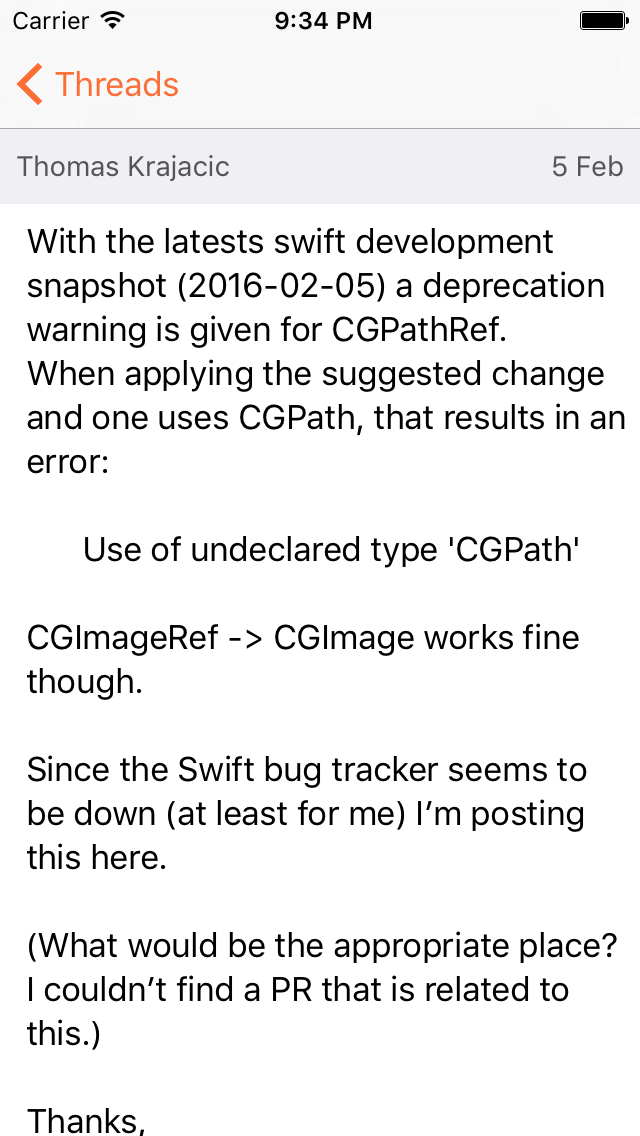 Carrier 9:34 PM
Threads
Thomas Krajacic 5 Feb
With the latests swift development
snapshot (2016-02-05) a deprecation
warning is given for CGPathRef.
When applying the suggested change
and one uses CGPath, that results in an
error:
Use of undeclared type 'CGPath'
CGImageRef -> CGImage works fine
though.
Since the Swift bug tracker seems to
be down (at least for me) I’m posting
this here.
(What would be the appropriate place?
I couldn’t find a PR that is related to
this.)
Thanks,